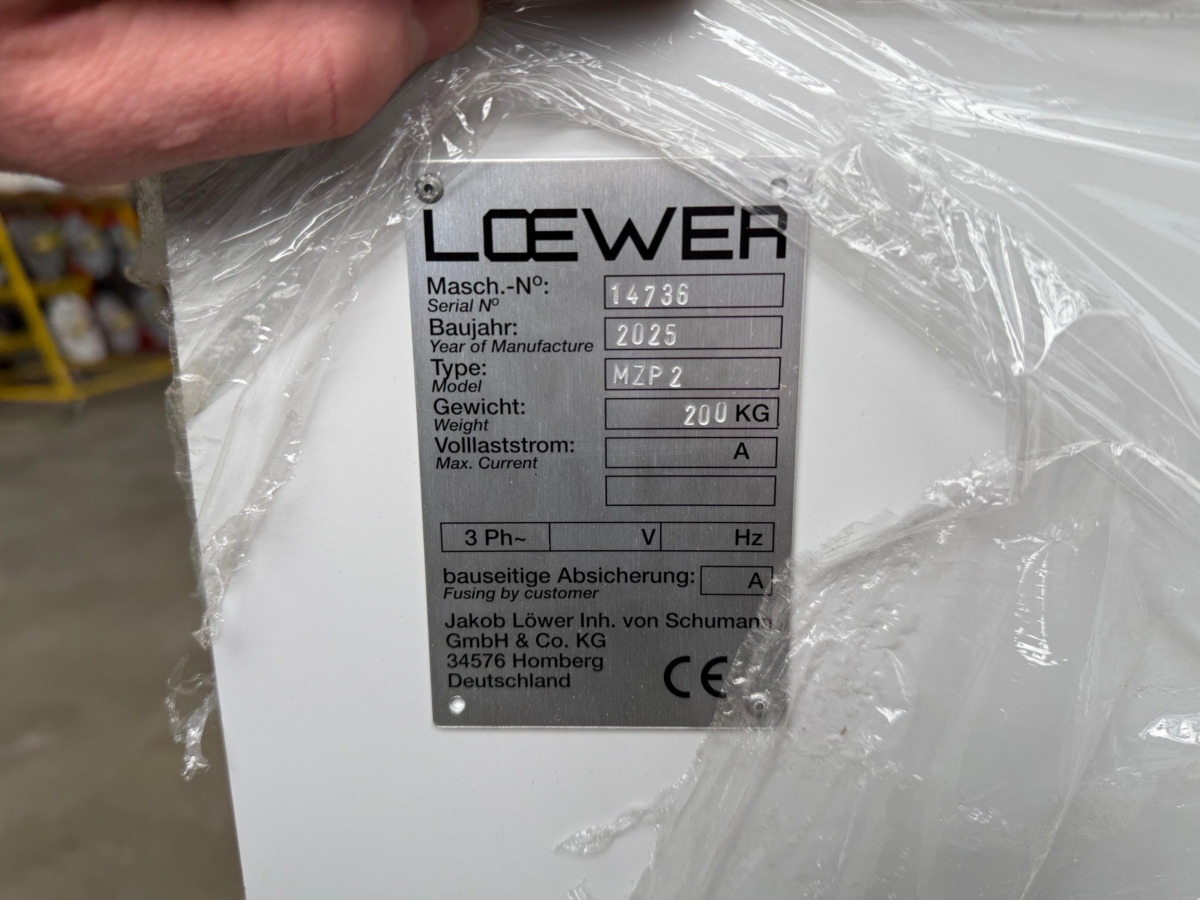 LŒWER
Masch.-Nº: 14736
Serial Nº
Baujahr: 2025
Year of Manufacture
Type: MZP 2
Model
Gewicht: 200 KG
Weight
Volllaststrom: A
Max. Current
3 Ph~ V Hz
bauseitige Absicherung: A
Fusing by customer
Jakob Löwer Inh. von Schumann
GmbH & Co. KG
34576 Homberg
Deutschland CE